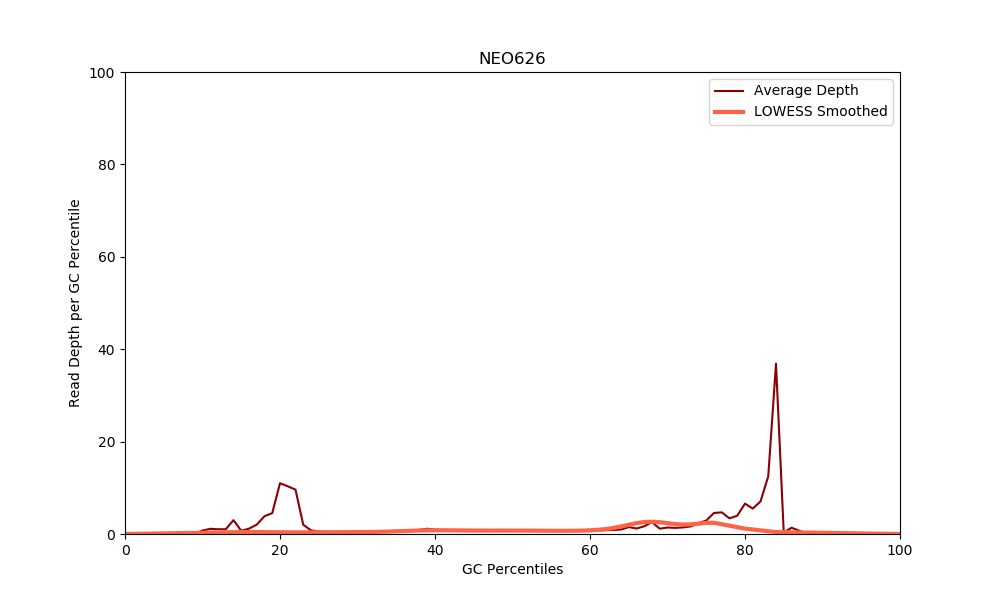 NEO626
Average Depth
LOWESS Smoothed
Read Depth per GC Percentile
100
80
60
40
20
0
0 20 40 60 80 100
GC Percentiles